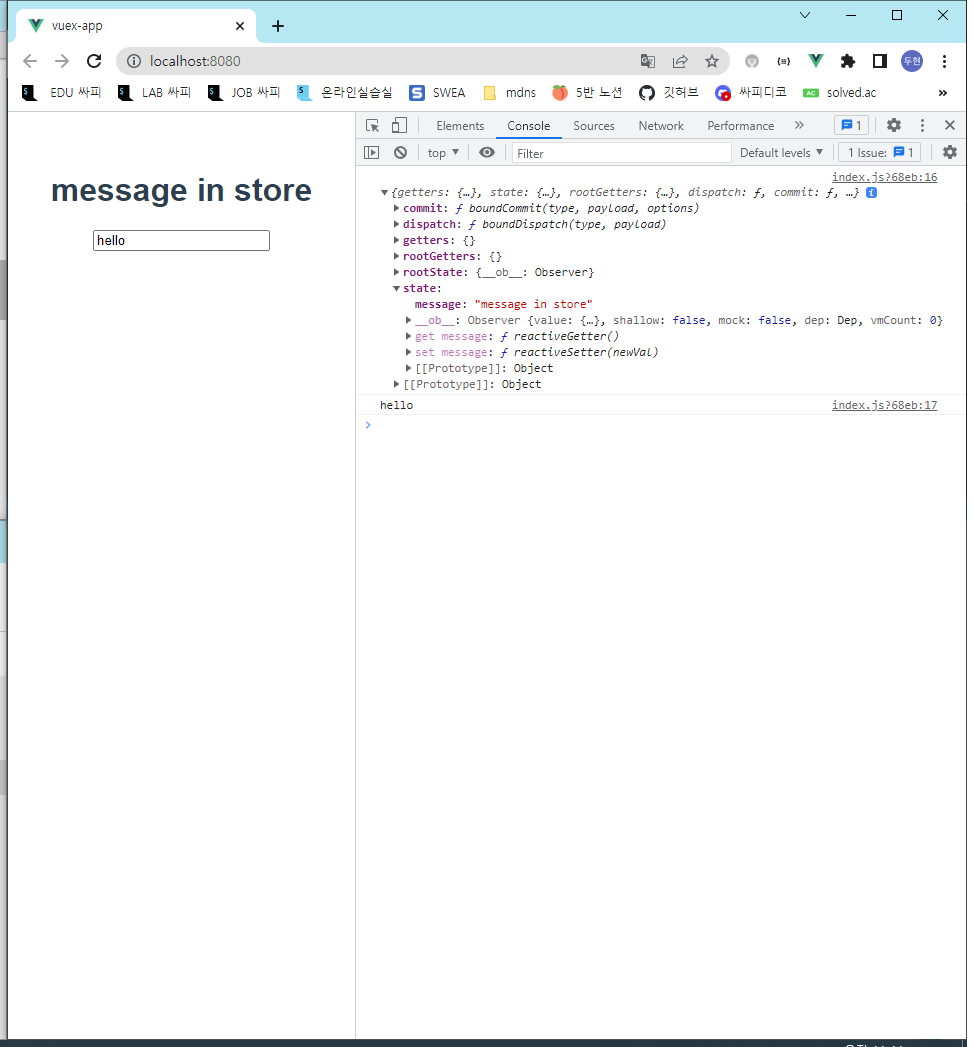 vuex-app
localhost:8080
두현
EDU 싸피 LAB 싸피 JOB 싸피 온라인실습실 SWEA mdns 5반 노션 깃허브 싸피디코 solved.ac »
Elements Console Sources Network Performance » 1
top ▼ Filter Default levels ▼ 1 Issue: 1
message in store
hello
index.js?68eb:16
▼{getters: {…}, state: {…}, rootGetters: {…}, dispatch: ƒ, commit: ƒ, …} i
▶commit: ƒ boundCommit(type, payload, options)
▶dispatch: ƒ boundDispatch(type, payload)
▶getters: {}
▶rootGetters: {}
▶rootState: {__ob__: Observer}
▼state:
message: "message in store"
▶__ob__: Observer {value: {…}, shallow: false, mock: false, dep: Dep, vmCount: 0}
▶get message: ƒ reactiveGetter()
▶set message: ƒ reactiveSetter(newVal)
▶[[Prototype]]: Object
▶[[Prototype]]: Object
hello index.js?68eb:17